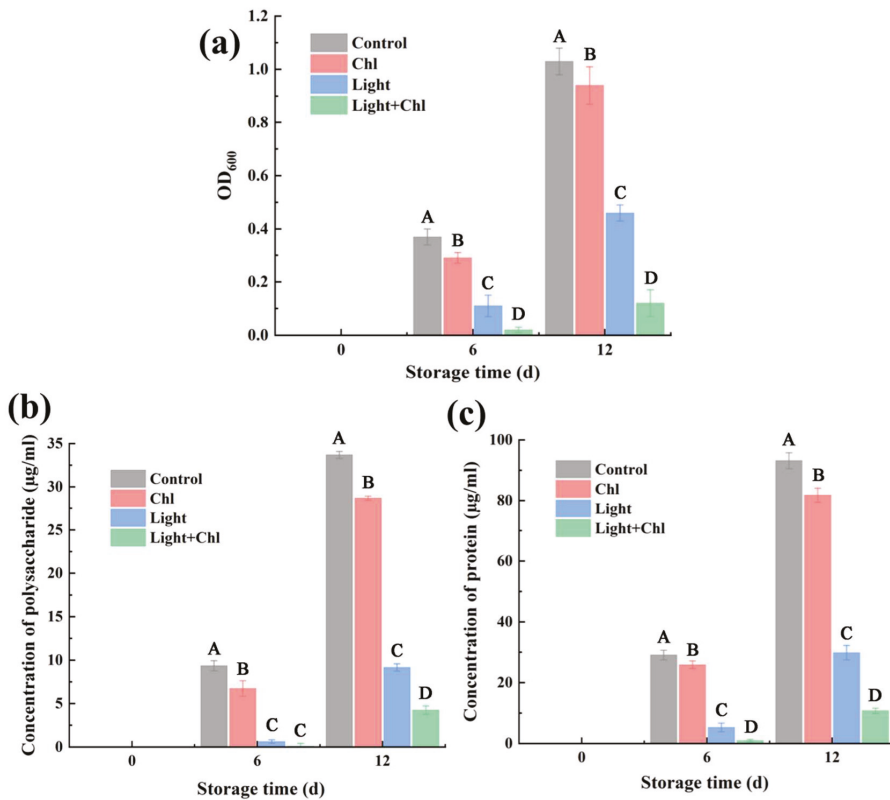 (a)
Control
Chl
Light
Light+Chl
OD600
1.2
1.0
0.8
0.6
0.4
0.2
0.0
A
B
C
D
A
B
C
D
0
6
12
Storage time (d)
(b)
Control
Chl
Light
Light+Chl
Concentration of polysaccharide (μg/ml)
35
30
25
20
15
10
5
0
A
B
C
C
A
B
C
D
0
6
12
Storage time (d)
(c)
Control
Chl
Light
Light+Chl
Concentration of protein (μg/ml)
100
80
60
40
20
0
A
B
C
D
A
B
C
D
0
6
12
Storage time (d)